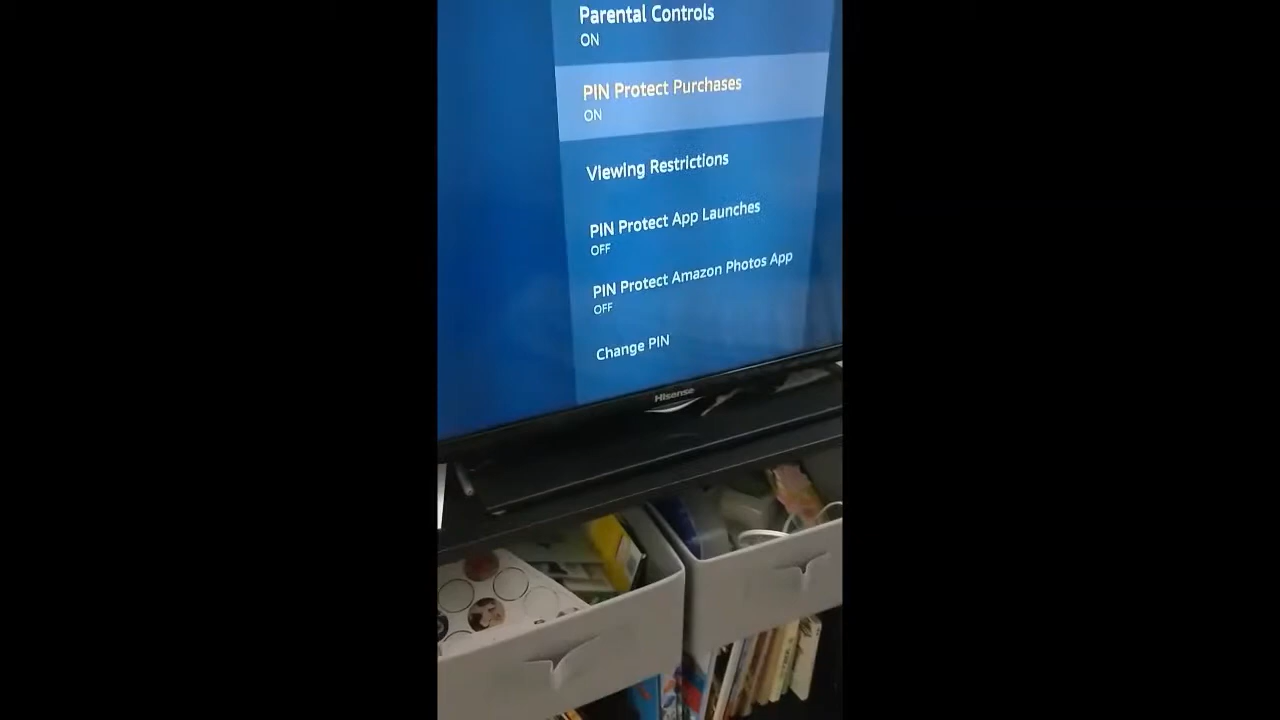 Parental Controls
ON
PIN Protect Purchases
ON
Viewing Restrictions
PIN Protect App Launches
OFF
PIN Protect Amazon Photos App
OFF
Change PIN
Hisense